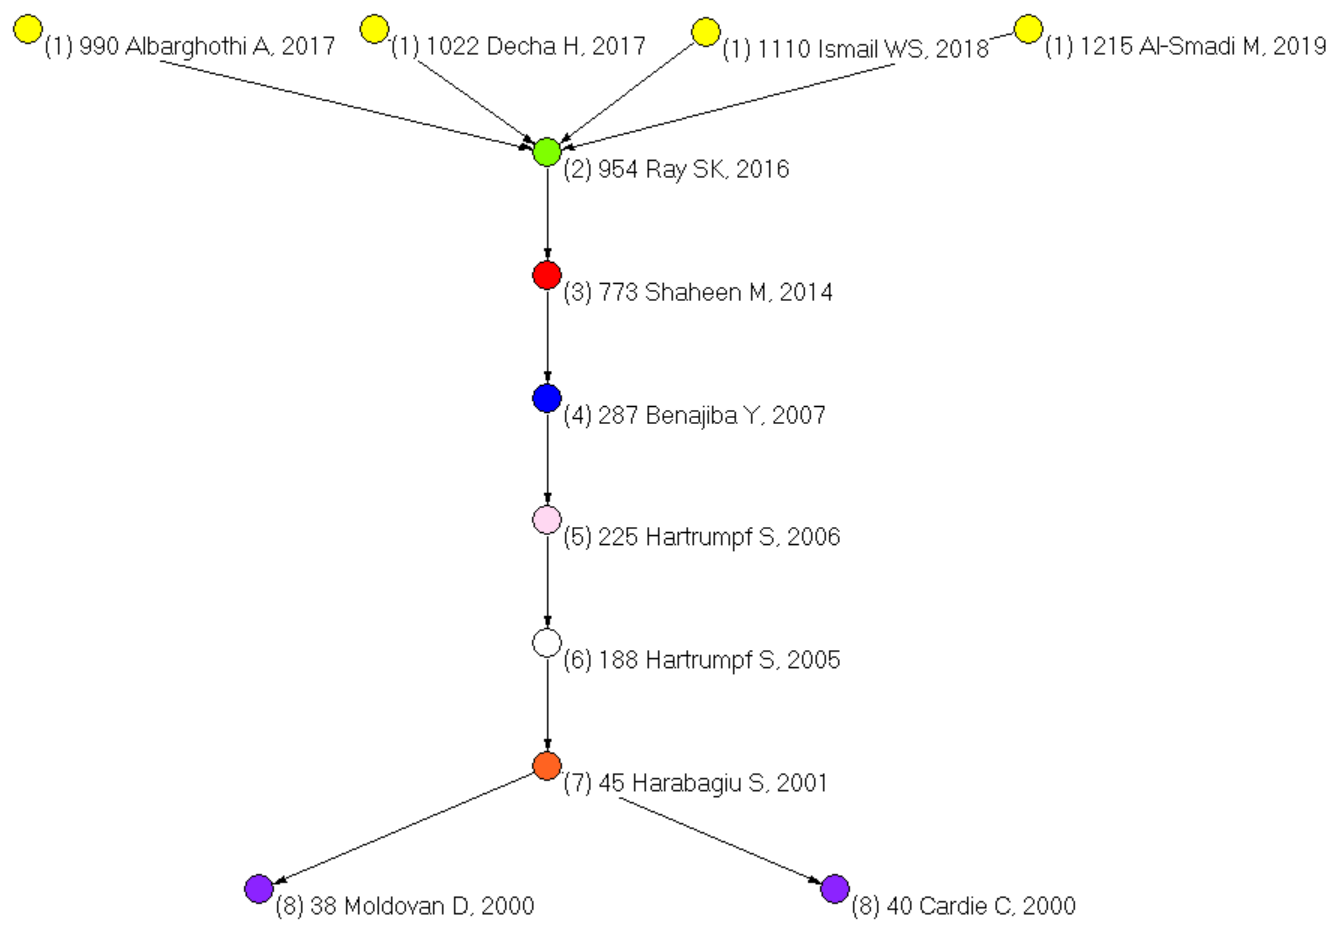 (1) 990 Albarghothi A, 2017
(1) 1022 Decha H, 2017
(1) 1110 Ismail WS, 2018
(1) 1215 Al-Smadi M, 2019
(2) 954 Ray SK, 2016
(3) 773 Shaheen M, 2014
(4) 287 Benajiba Y, 2007
(5) 225 Hartrumpf S, 2006
(6) 188 Hartrumpf S, 2005
(7) 45 Harabagiu S, 2001
(8) 38 Moldovan D, 2000
(8) 40 Cardie C, 2000